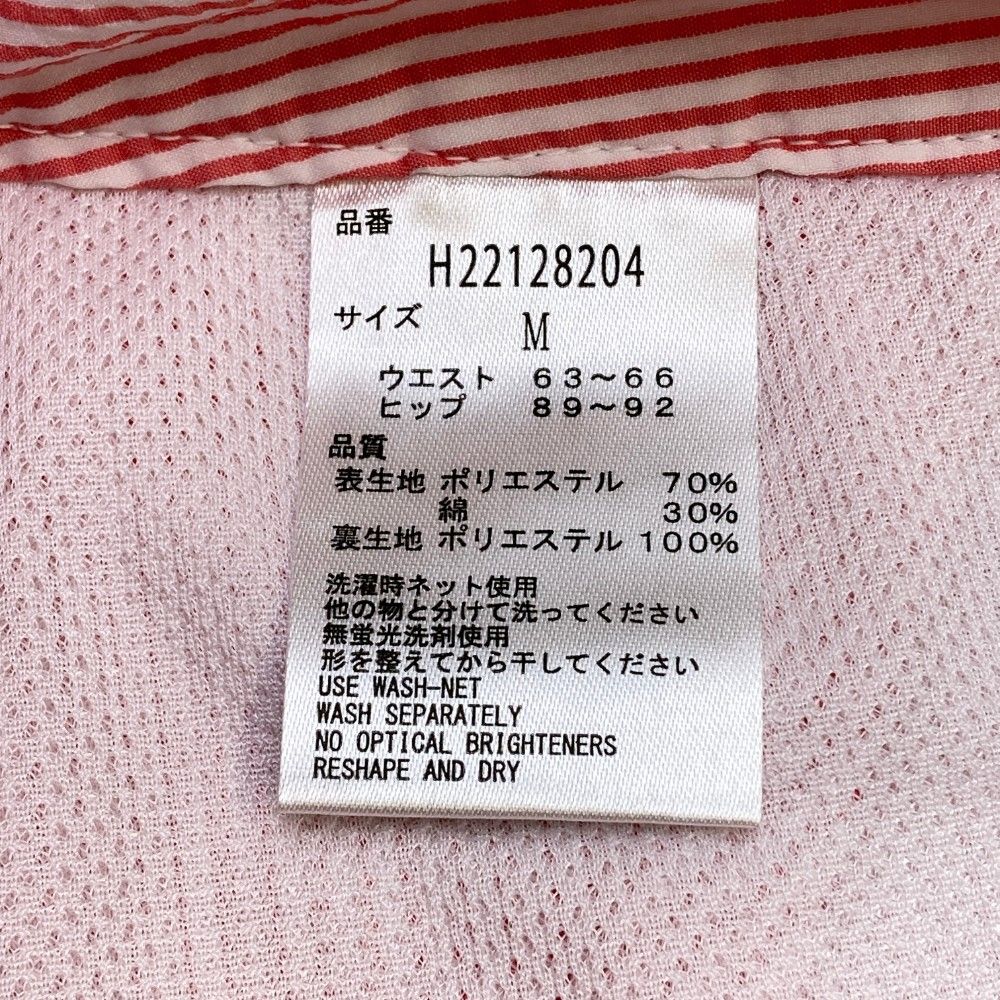 品番
H22128204
サイズ
M
ウエスト 63～66
ヒップ 89～92
品質
表生地 ポリエステル 70%
綿 30%
裏生地 ポリエステル 100%
洗濯時ネット使用
他の物と分けて洗ってください
無蛍光洗剤使用
形を整えてから干してください
USE WASH-NET
WASH SEPARATELY
NO OPTICAL BRIGHTENERS
RESHAPE AND DRY